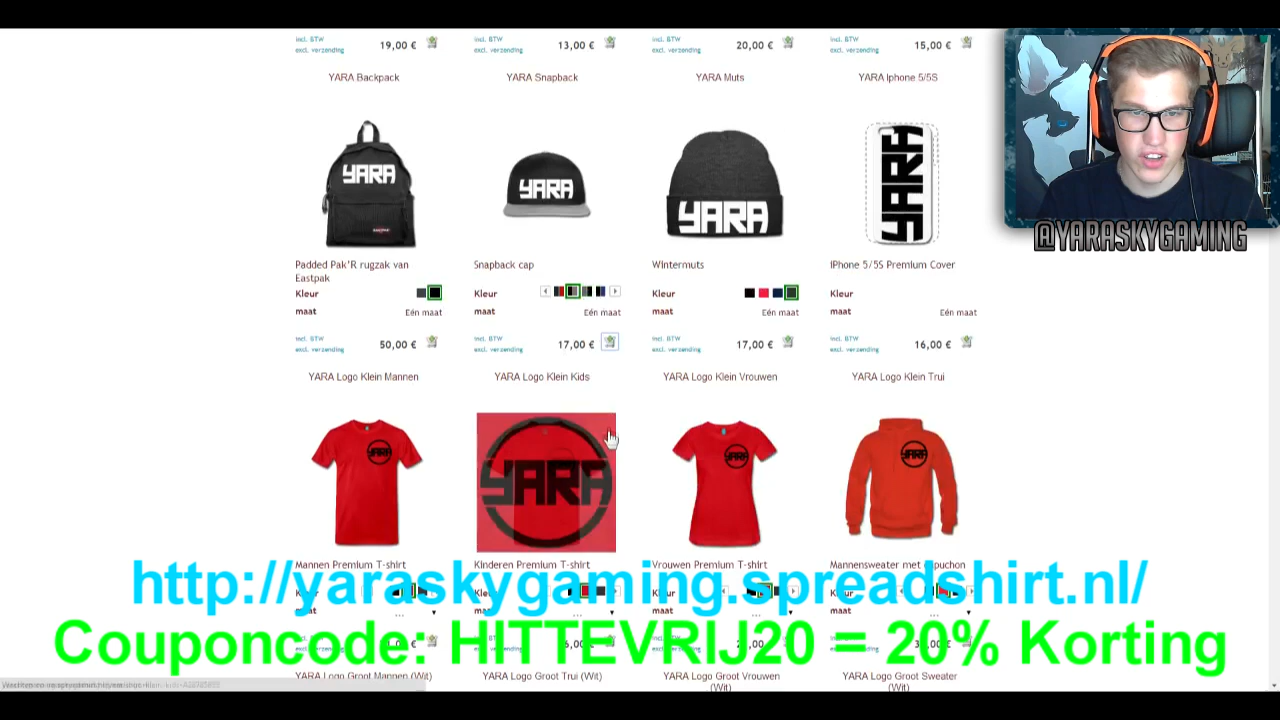 incl. BTW
excl. verzending
19,00 €
incl. BTW
excl. verzending
13,00 €
incl. BTW
excl. verzending
20,00 €
incl. BTW
excl. verzending
15,00 €
YARA Backpack
YARA Snapback
YARA Muts
YARA Iphone 5/5S
YARA
YARA
YARA
YARA
@YARASKYGAMING
Padded Pak'R rugzak van
Eastpak
Snapback cap
Wintermuts
iPhone 5/5S Premium Cover
Kleur
Kleur
Kleur
Kleur
maat
Eén maat
maat
Eén maat
maat
Eén maat
maat
Eén maat
incl. BTW
excl. verzending
50,00 €
incl. BTW
excl. verzending
17,00 €
incl. BTW
excl. verzending
17,00 €
incl. BTW
excl. verzending
16,00 €
YARA Logo Klein Mannen
YARA Logo Klein Kids
YARA Logo Klein Vrouwen
YARA Logo Klein Trui
YARA
YARA
YARA
YARA
Mannen Premium T-shirt
Kinderen Premium T-shirt
Vrouwen Premium T-shirt
Mannensweater met
http://yaraskygaming.spreadshirt.nl/
maat
maat
maat
maat
Couponcode: HITTEVRIJ20 = 20% Korting
YARA Logo Groot Mannen (Wit)
YARA Logo Groot Trui (Wit)
YARA Logo Groot Vrouwen
(Wit)
YARA Logo Groot Sweater
(Wit)